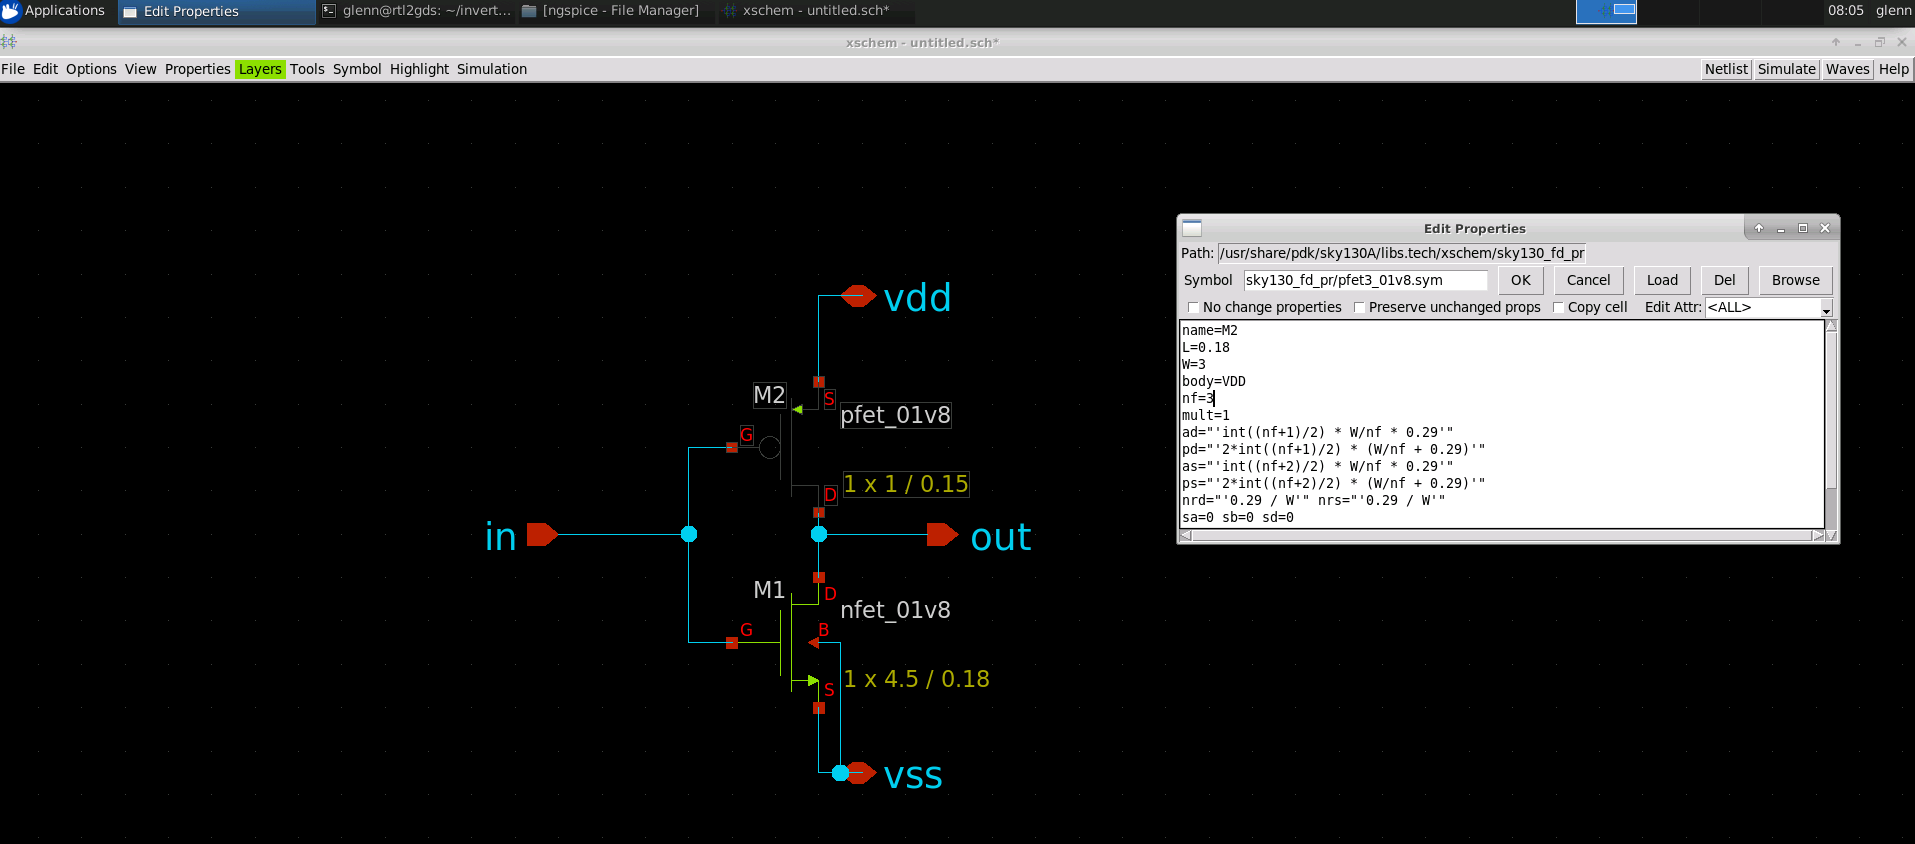 Applications
Edit Properties
glenn@rtl2gds: ~/invert...
[ngspice - File Manager]
xschem - untitled.sch*
08:05
glenn
xschem - untitled.sch*
File Edit Options View Properties Layers Tools Symbol Highlight Simulation
Netlist Simulate Waves Help
vdd
M2
S
pfet_01v8
G
1 x 1 / 0.15
D
in
out
M1
D
nfet_01v8
G
B
1 x 4.5 / 0.18
S
vss
Edit Properties
Path: /usr/share/pdk/sky130A/libs.tech/xschem/sky130_fd_pr
Symbol sky130_fd_pr/pfet3_01v8.sym OK Cancel Load Del Browse
No change properties Preserve unchanged props Copy cell Edit Attr: <ALL>
name=M2
L=0.18
W=3
body=VDD
nf=3
mult=1
ad="'int((nf+1)/2) * W/nf * 0.29'"
pd="'2*int((nf+1)/2) * (W/nf + 0.29)'"
as="'int((nf+2)/2) * W/nf * 0.29'"
ps="'2*int((nf+2)/2) * (W/nf + 0.29)'"
nrd="'0.29 / W'" nrs="'0.29 / W'"
sa=0 sb=0 sd=0